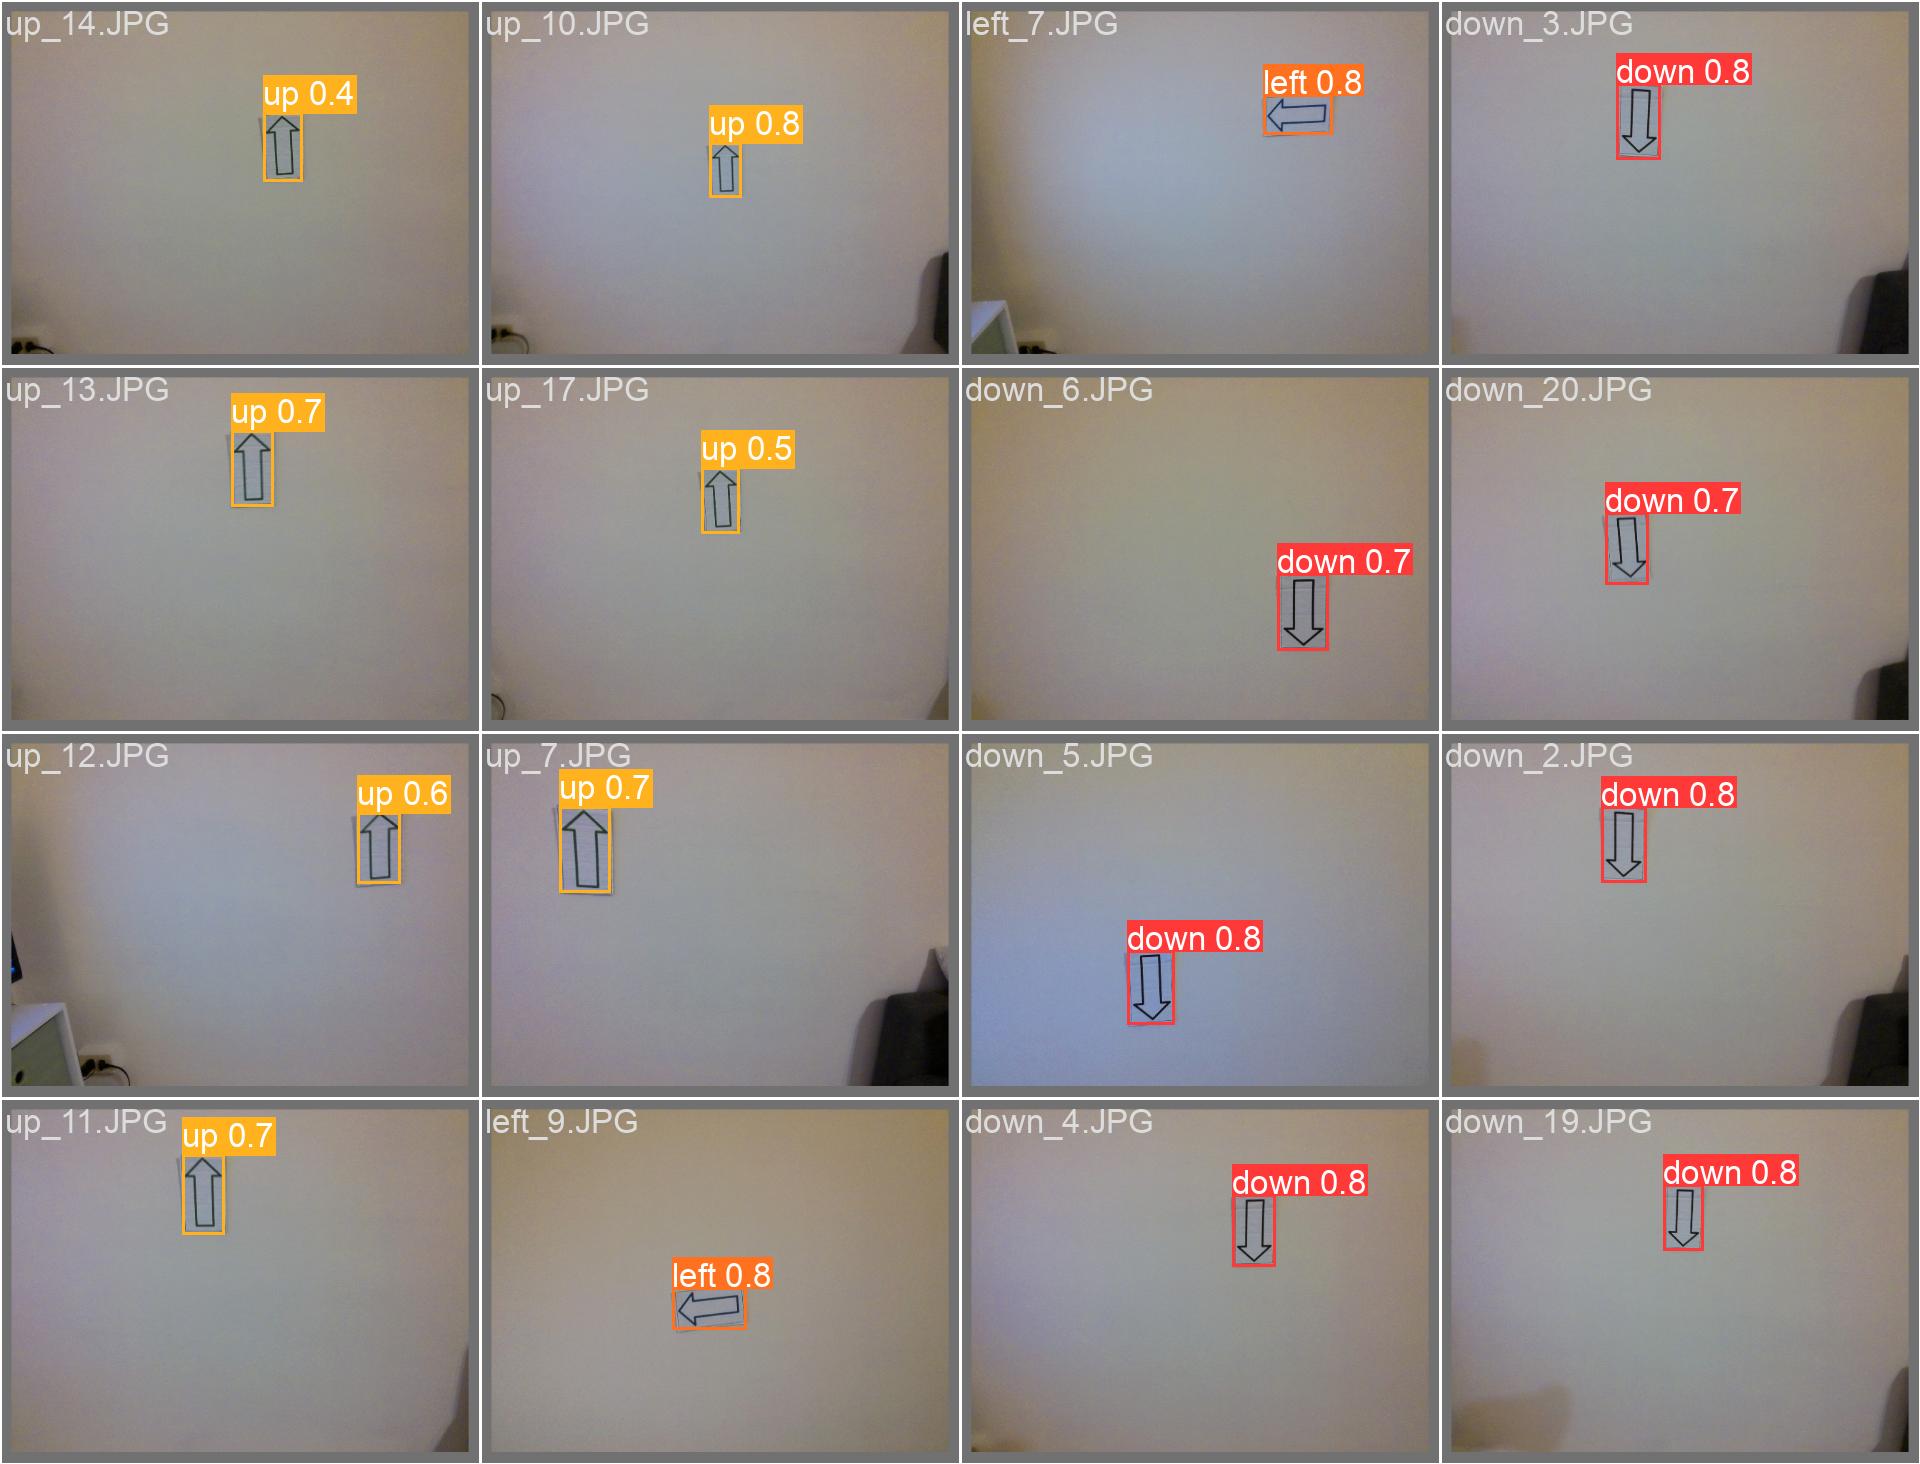 up_14.JPG
up 0.4
up_10.JPG
up 0.8
left_7.JPG
left 0.8
down_3.JPG
down 0.8
up_13.JPG
up 0.7
up_17.JPG
up 0.5
down_6.JPG
down 0.7
down_20.JPG
down 0.7
up_12.JPG
up 0.6
up_7.JPG
up 0.7
down_5.JPG
down 0.8
down_2.JPG
down 0.8
up_11.JPG
up 0.7
left_9.JPG
left 0.8
down_4.JPG
down 0.8
down_19.JPG
down 0.8